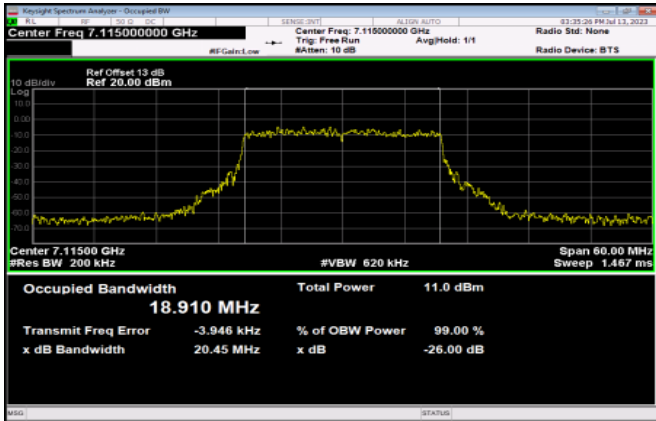 Keysight Spectrum Analyzer - Occupied BW
RL RF 50 Ω DC SENSE:INT ALIGN AUTO 03:35:26 PM Jul 13, 2023
Center Freq 7.115000000 GHz Center Freq: 7.115000000 GHz Radio Std: None
Trig: Free Run Avg|Hold: 1/1
#IFGain:Low #Atten: 10 dB Radio Device: BTS
Ref Offset 13 dB
10 dB/div Ref 20.00 dBm
Log
10.0
0.00
-10.0
-20.0
-30.0
-40.0
-50.0
-60.0
-70.0
Center 7.11500 GHz Span 60.00 MHz
#Res BW 200 kHz #VBW 620 kHz Sweep 1.467 ms
Occupied Bandwidth Total Power 11.0 dBm
18.910 MHz
Transmit Freq Error -3.946 kHz % of OBW Power 99.00 %
x dB Bandwidth 20.45 MHz x dB -26.00 dB
MSG STATUS